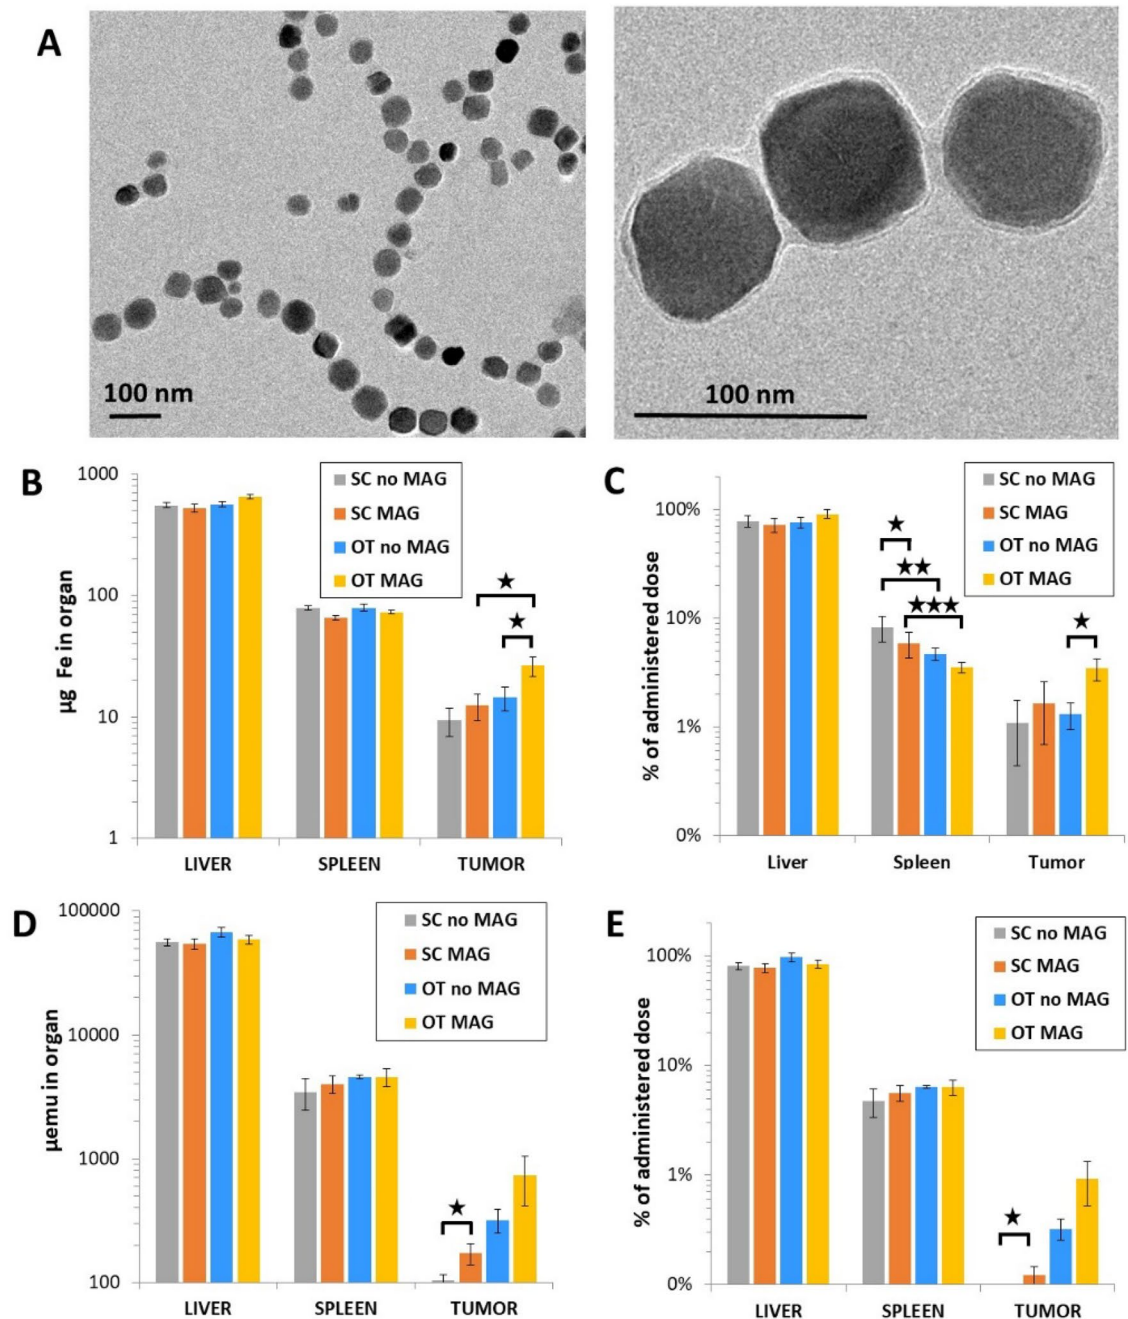 A
100 nm
100 nm
B
1000
100
10
1
µg Fe in organ
SC no MAG
SC MAG
OT no MAG
OT MAG
★
★
LIVER SPLEEN TUMOR
C
100%
10%
1%
0%
% of administered dose
SC no MAG
SC MAG
OT no MAG
OT MAG
★
★★
★★★
★
Liver Spleen Tumor
D
100000
10000
1000
100
µemu in organ
SC no MAG
SC MAG
OT no MAG
OT MAG
★
LIVER SPLEEN TUMOR
E
100%
10%
1%
0%
% of administered dose
SC no MAG
SC MAG
OT no MAG
OT MAG
★
LIVER SPLEEN TUMOR